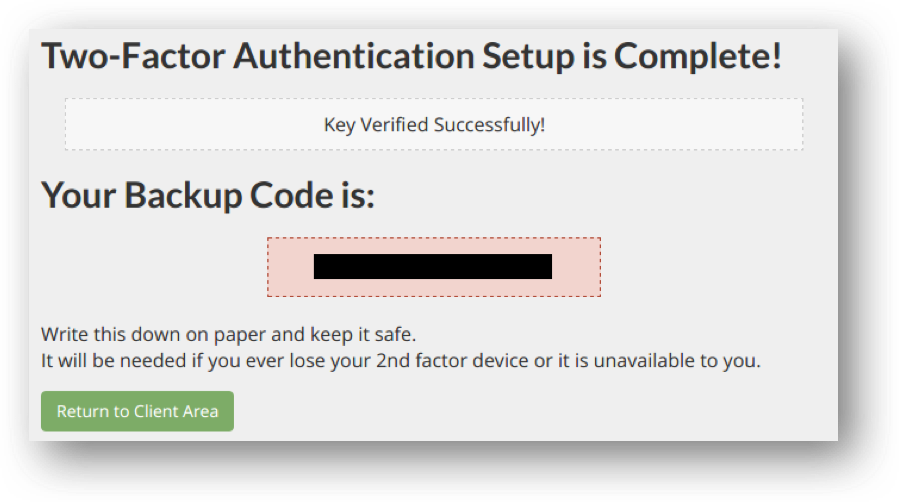 Two-Factor Authentication Setup is Complete!
Key Verified Successfully!
Your Backup Code is:
Write this down on paper and keep it safe.
It will be needed if you ever lose your 2nd factor device or it is unavailable to you.
Return to Client Area